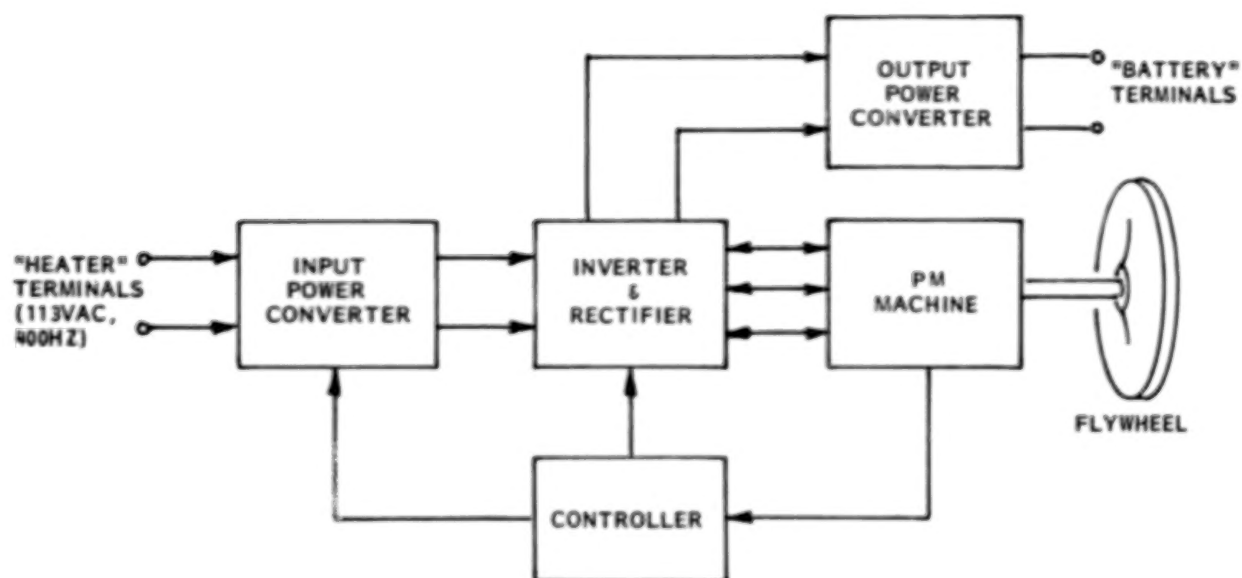 OUTPUT
POWER
CONVERTER
"BATTERY"
TERMINALS
"HEATER"
TERMINALS
(113VAC,
400HZ)
INPUT
POWER
CONVERTER
INVERTER
&
RECTIFIER
PM
MACHINE
FLYWHEEL
CONTROLLER